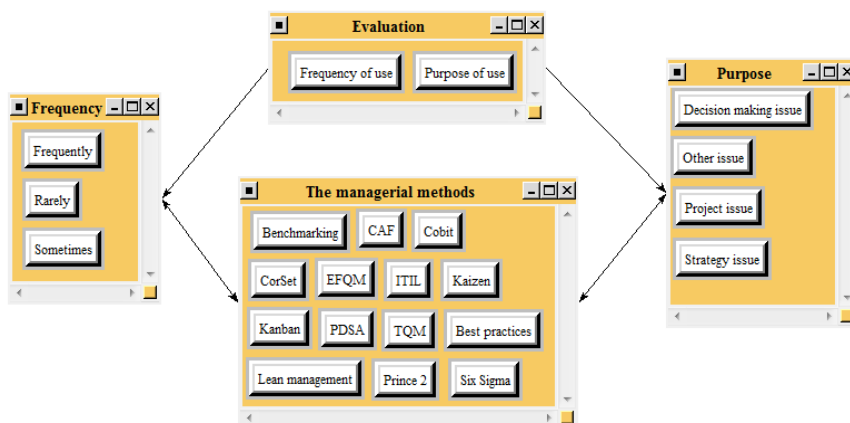 Evaluation
Frequency of use
Purpose of use
Frequency
Frequently
Rarely
Sometimes
Purpose
Decision making issue
Other issue
Project issue
Strategy issue
The managerial methods
Benchmarking
CAF
Cobit
CorSet
EFQM
ITIL
Kaizen
Kanban
PDSA
TQM
Best practices
Lean management
Prince 2
Six Sigma